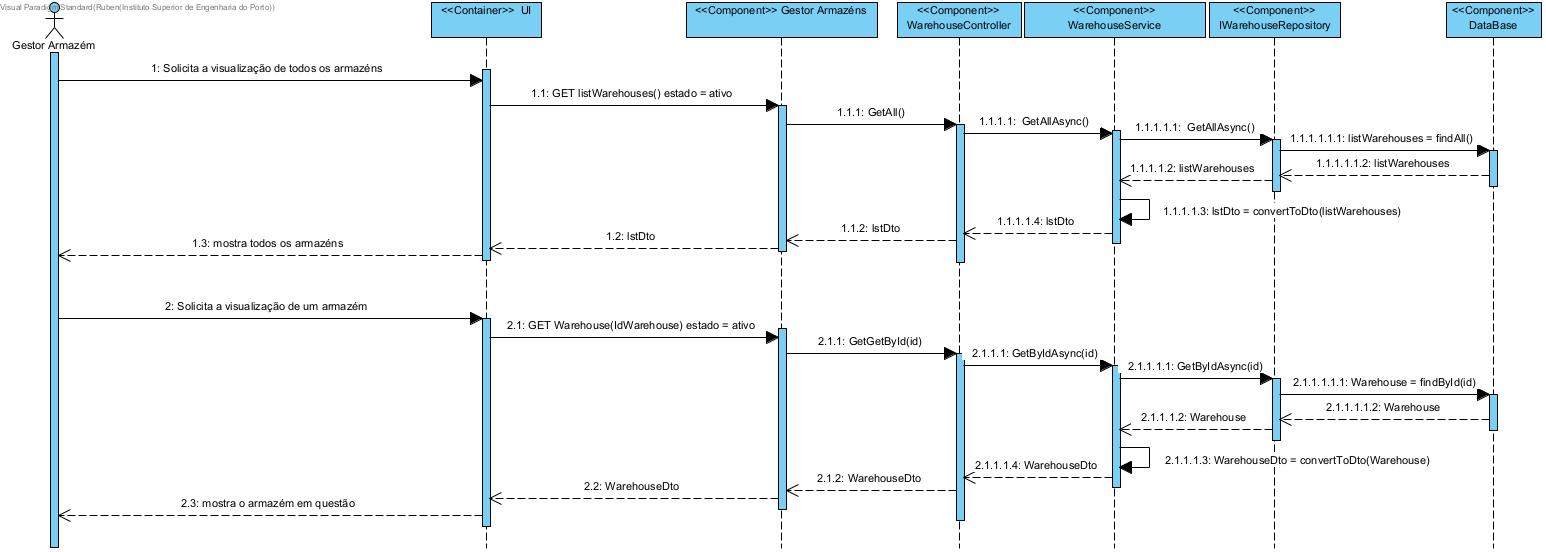 Visual Paradigm Standard(Ruben(Instituto Superior de Engenharia do Porto))
Gestor Armazém
<<Container>> UI
<<Component>> Gestor Armazéns
<<Component>>
WarehouseController
<<Component>>
WarehouseService
<<Component>>
IWarehouseRepository
<<Component>>
DataBase
1: Solicita a visualização de todos os armazéns
1.1: GET listWarehouses() estado = ativo
1.1.1: GetAll()
1.1.1.1: GetAllAsync()
1.1.1.1.1: GetAllAsync()
1.1.1.1.1.1: listWarehouses = findAll()
1.1.1.1.1.2: listWarehouses
1.1.1.1.2: listWarehouses
1.1.1.1.3: lstDto = convertToDto(listWarehouses)
1.1.1.1.4: lstDto
1.1.2: lstDto
1.2: lstDto
1.3: mostra todos os armazéns
2: Solicita a visualização de um armazém
2.1: GET Warehouse(IdWarehouse) estado = ativo
2.1.1: GetGetById(id)
2.1.1.1: GetByIdAsync(id)
2.1.1.1.1: GetByIdAsync(id)
2.1.1.1.1.1: Warehouse = findById(id)
2.1.1.1.1.2: Warehouse
2.1.1.1.2: Warehouse
2.1.1.1.3: WarehouseDto = convertToDto(Warehouse)
2.1.1.1.4: WarehouseDto
2.1.2: WarehouseDto
2.2: WarehouseDto
2.3: mostra o armazém em questão